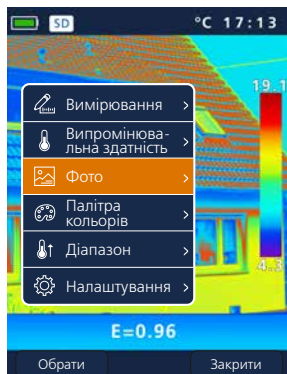 SD °C 17:13
19.1
Вимірювання
Випромінюва-
льна здатність
Фото
Палітра
кольорів
Діапазон
Налаштування
4.3
E=0.96
Обрати Закрити